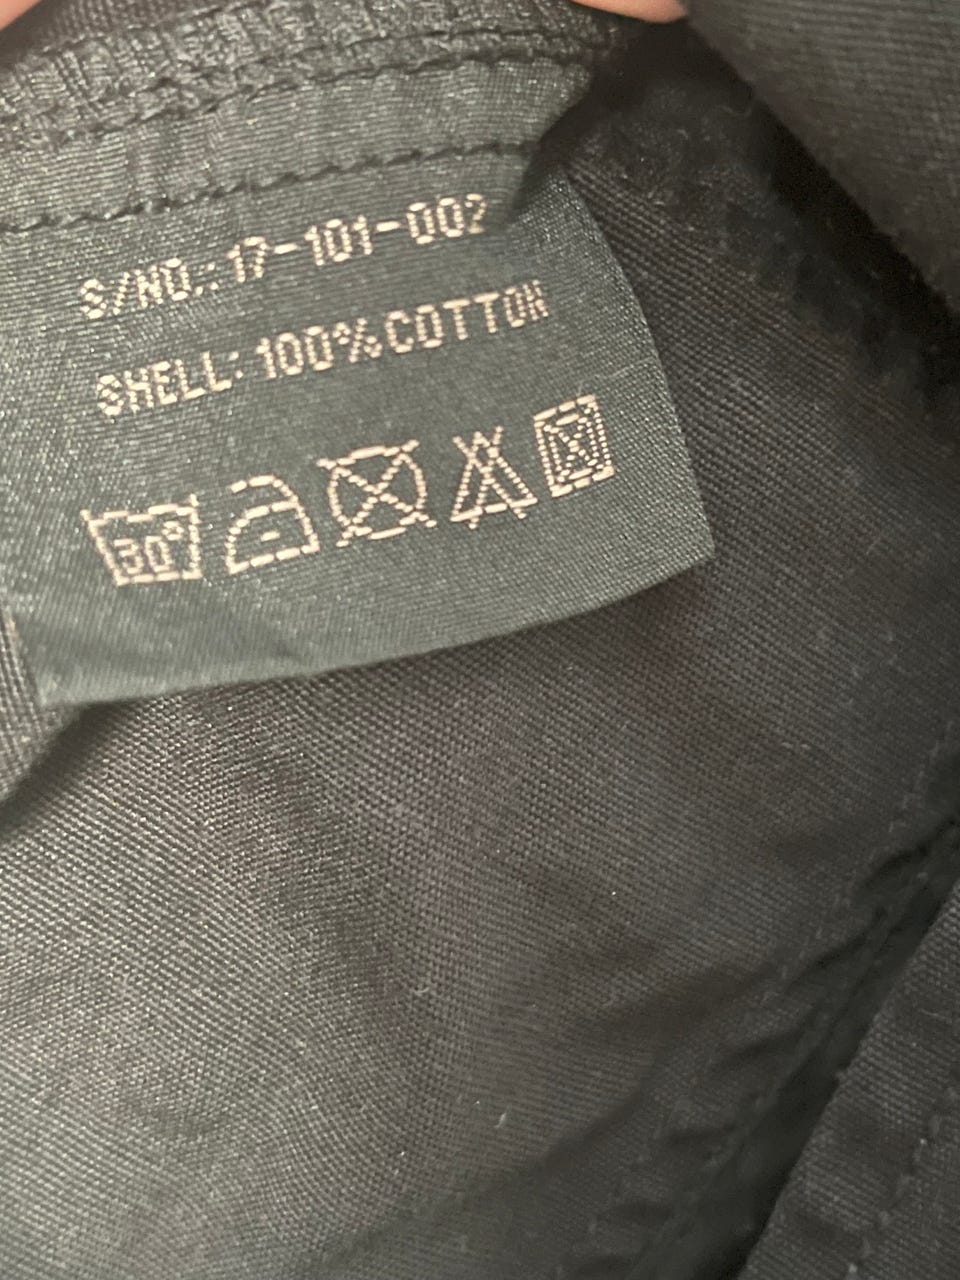 S/NO.: 17-101-002
SHELL: 100% COTTON
30°